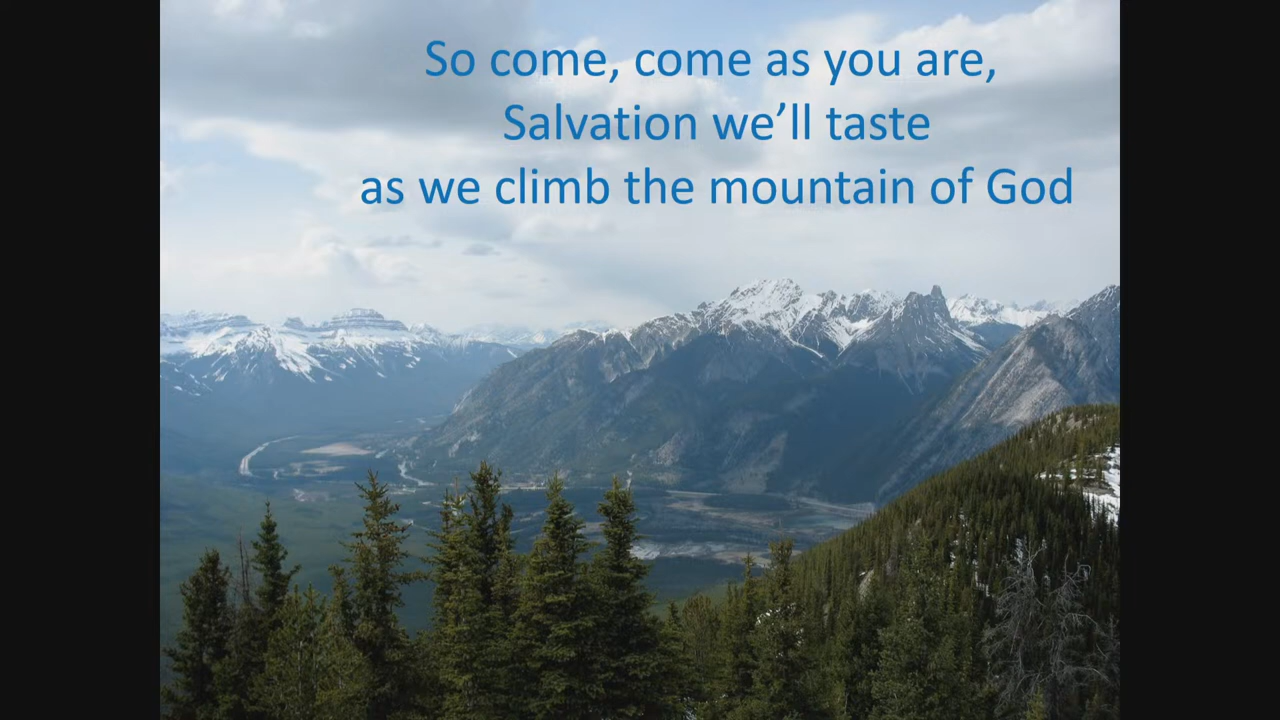 So come, come as you are,
Salvation we’ll taste
as we climb the mountain of God